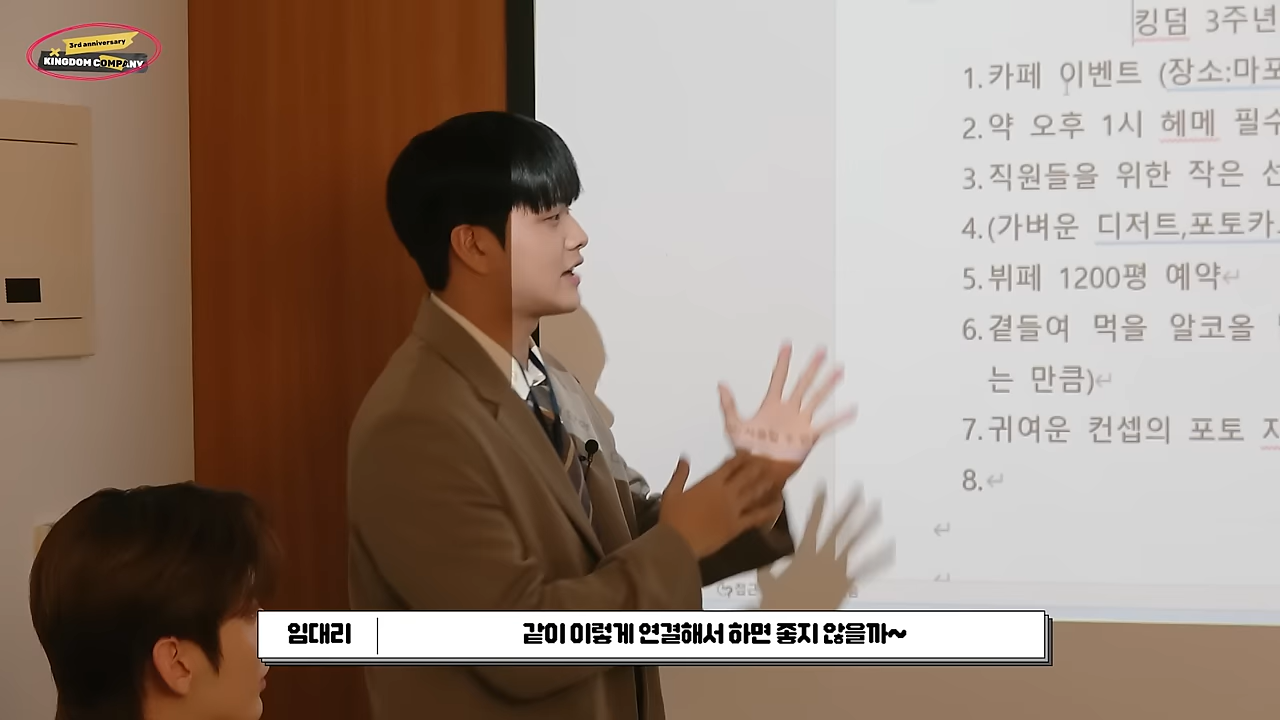 3rd anniversary
KINGDOM COMPANY
킹덤 3주년
1. 카페 이벤트 (장소:마포
2. 약 오후 1시 헤메 필수
3. 직원들을 위한 작은
4. (가벼운 디저트,포토카
5. 뷔페 1200평 예약
6. 곁들여 먹을 알코올
는 만큼)
7. 귀여운 컨셉의 포토
8.
임대리
같이 이렇게 연결해서 하면 좋지 않을까~